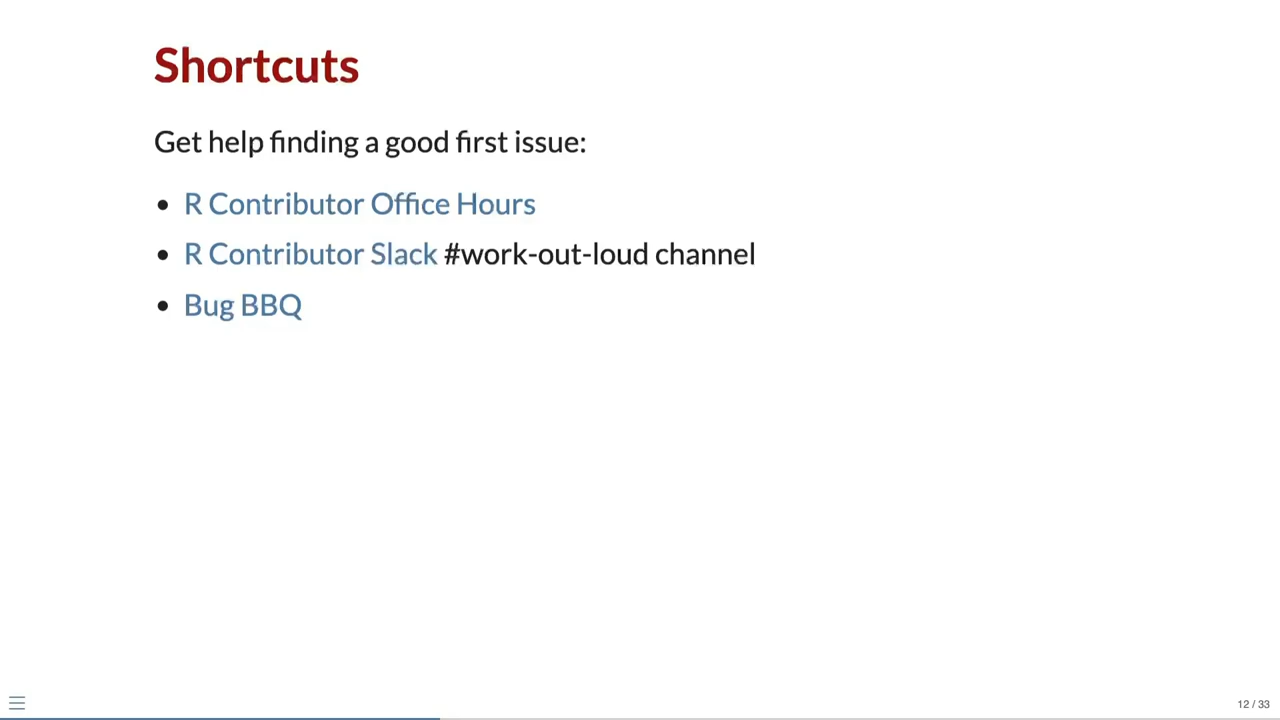 Shortcuts
Get help finding a good first issue:
• R Contributor Office Hours
• R Contributor Slack #work-out-loud channel
• Bug BBQ
12 / 33